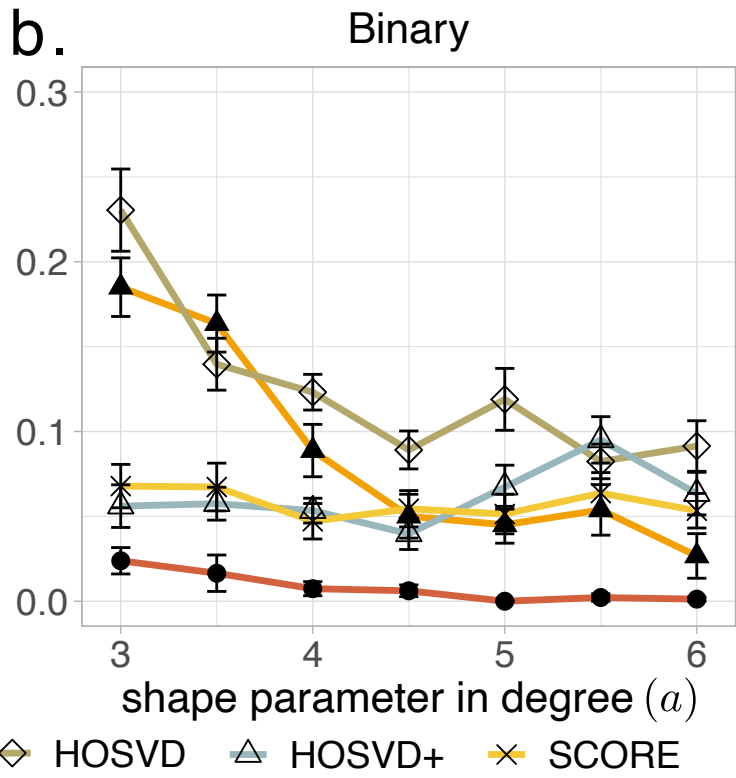 b.
Binary
0.3
0.2
0.1
0.0
3 4 5 6
shape parameter in degree (a)
HOSVD HOSVD+ SCORE